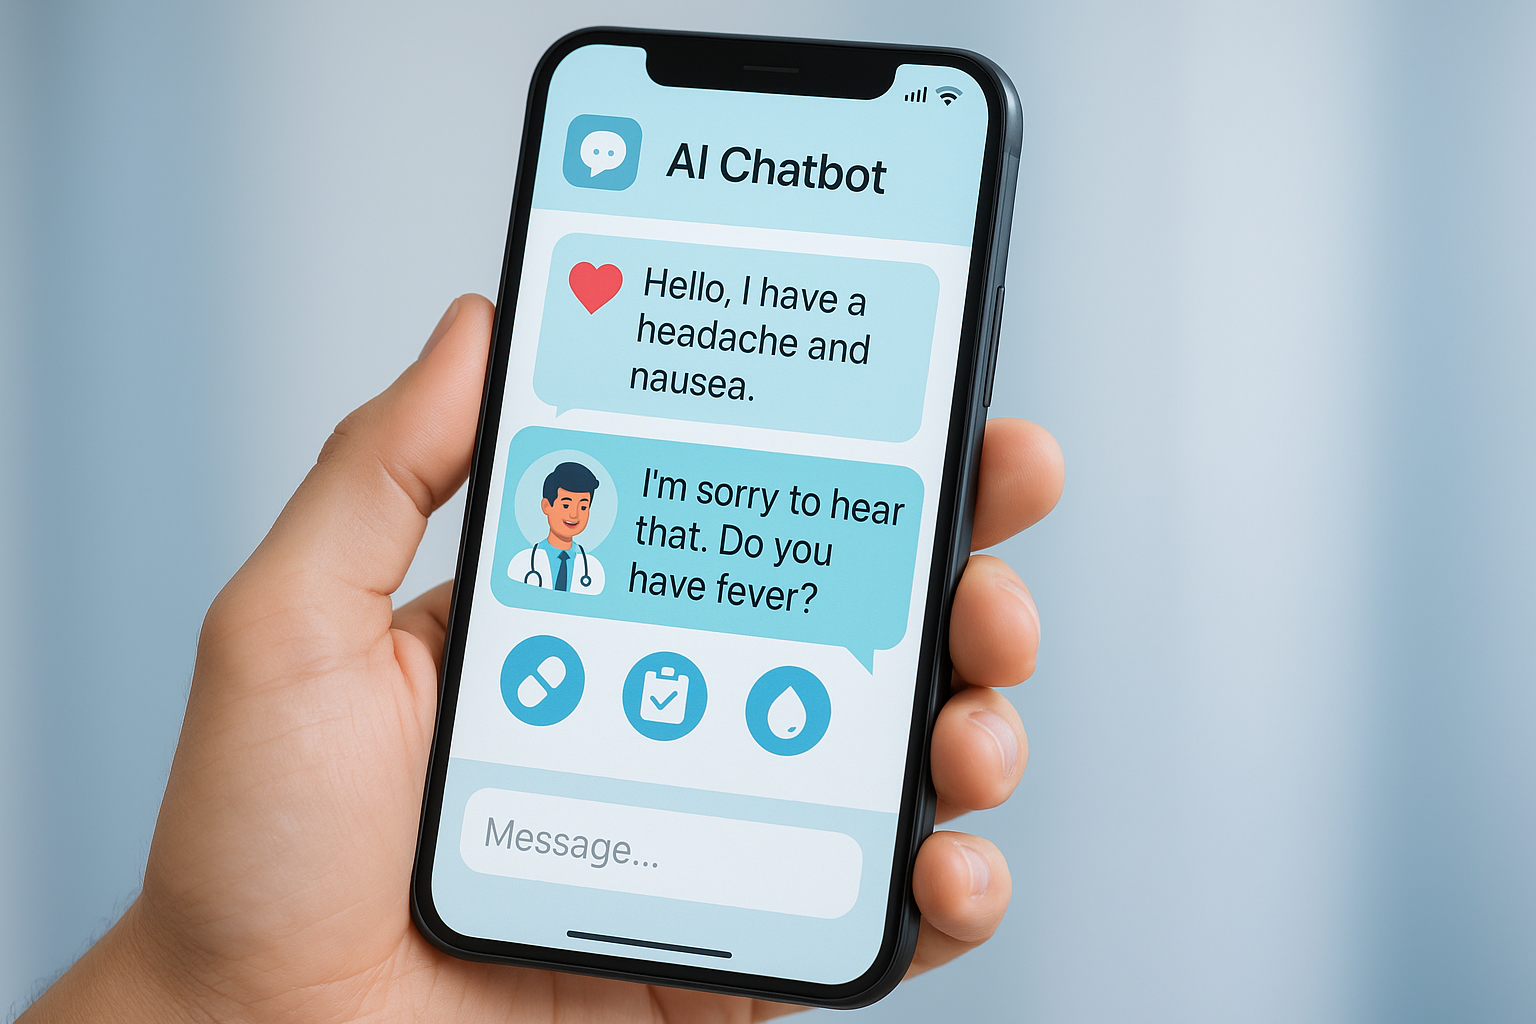 AI Chatbot
Hello, I have a
headache and
nausea.
I'm sorry to hear
that. Do you
have fever?
Message...